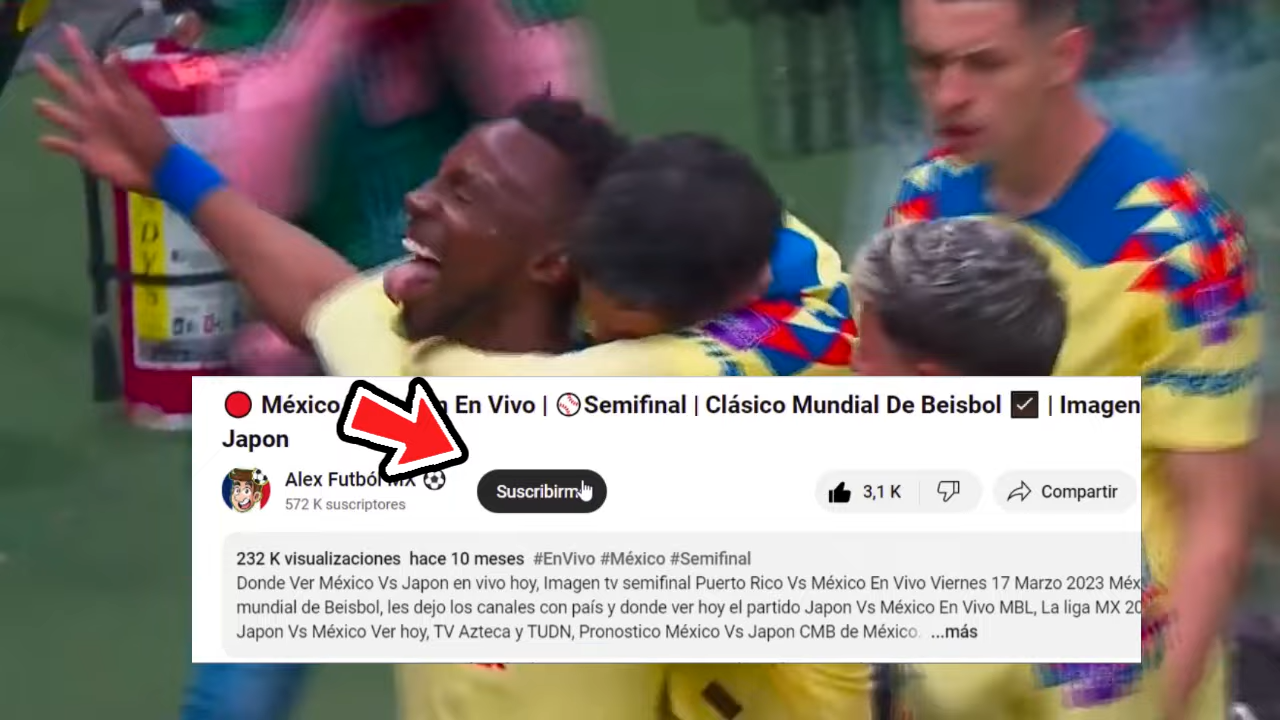 México En Vivo | Semifinal | Clásico Mundial De Beisbol | Imagen
Japon
Alex Futból MX
572 K suscriptores
Suscribirm
3,1 K
Compartir
232 K visualizaciones hace 10 meses #EnVivo #México #Semifinal
Donde Ver México Vs Japon en vivo hoy, Imagen tv semifinal Puerto Rico Vs México En Vivo Viernes 17 Marzo 2023 Méx
mundial de Beisbol, les dejo los canales con país y donde ver hoy el partido Japon Vs México En Vivo MBL, La liga MX 20
Japon Vs México Ver hoy, TV Azteca y TUDN, Pronostico México Vs Japon CMB de México. ...más